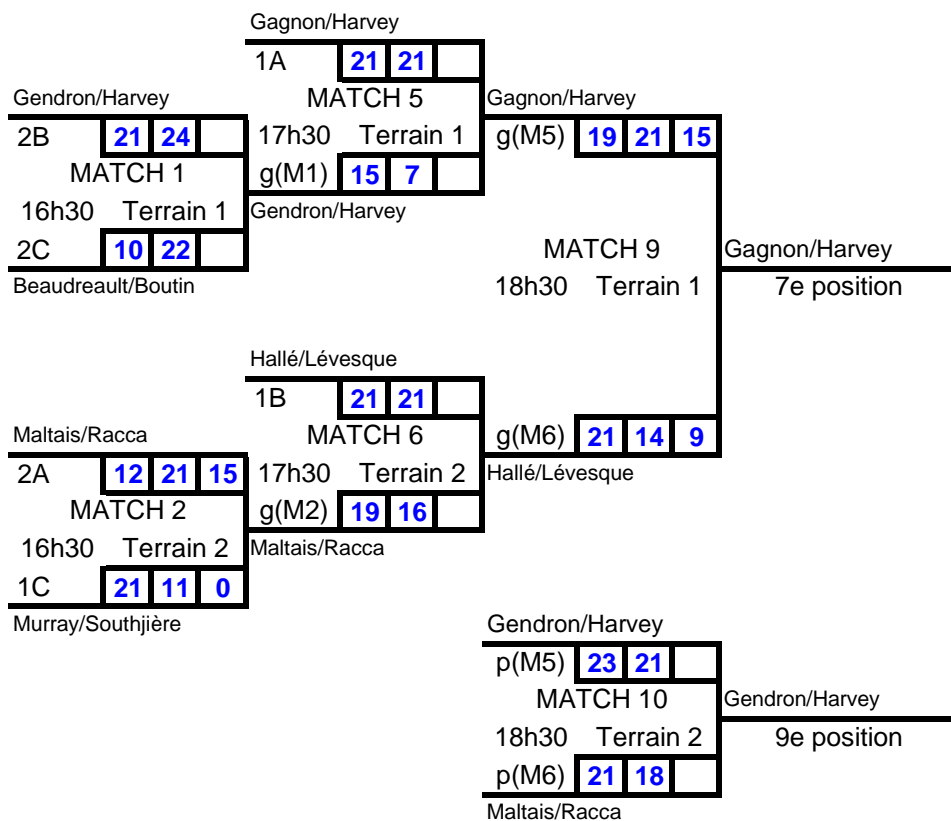 Gagnon/Harvey
1A 21 21
MATCH 5
17h30 Terrain 1
g(M1) 15 7
Gendron/Harvey
Gendron/Harvey
2B 21 24
MATCH 1
16h30 Terrain 1
2C 10 22
Beaudreault/Boutin
Gagnon/Harvey
g(M5) 19 21 15
MATCH 9
18h30 Terrain 1
Gagnon/Harvey
7e position
Hallé/Lévesque
1B 21 21
MATCH 6
17h30 Terrain 2
g(M2) 19 16
Maltais/Racca
g(M6) 21 14 9
Hallé/Lévesque
Maltais/Racca
2A 12 21 15
MATCH 2
16h30 Terrain 2
1C 21 11 0
Murray/Southjière
Gendron/Harvey
p(M5) 23 21
MATCH 10
18h30 Terrain 2
p(M6) 21 18
Maltais/Racca
Gendron/Harvey
9e position